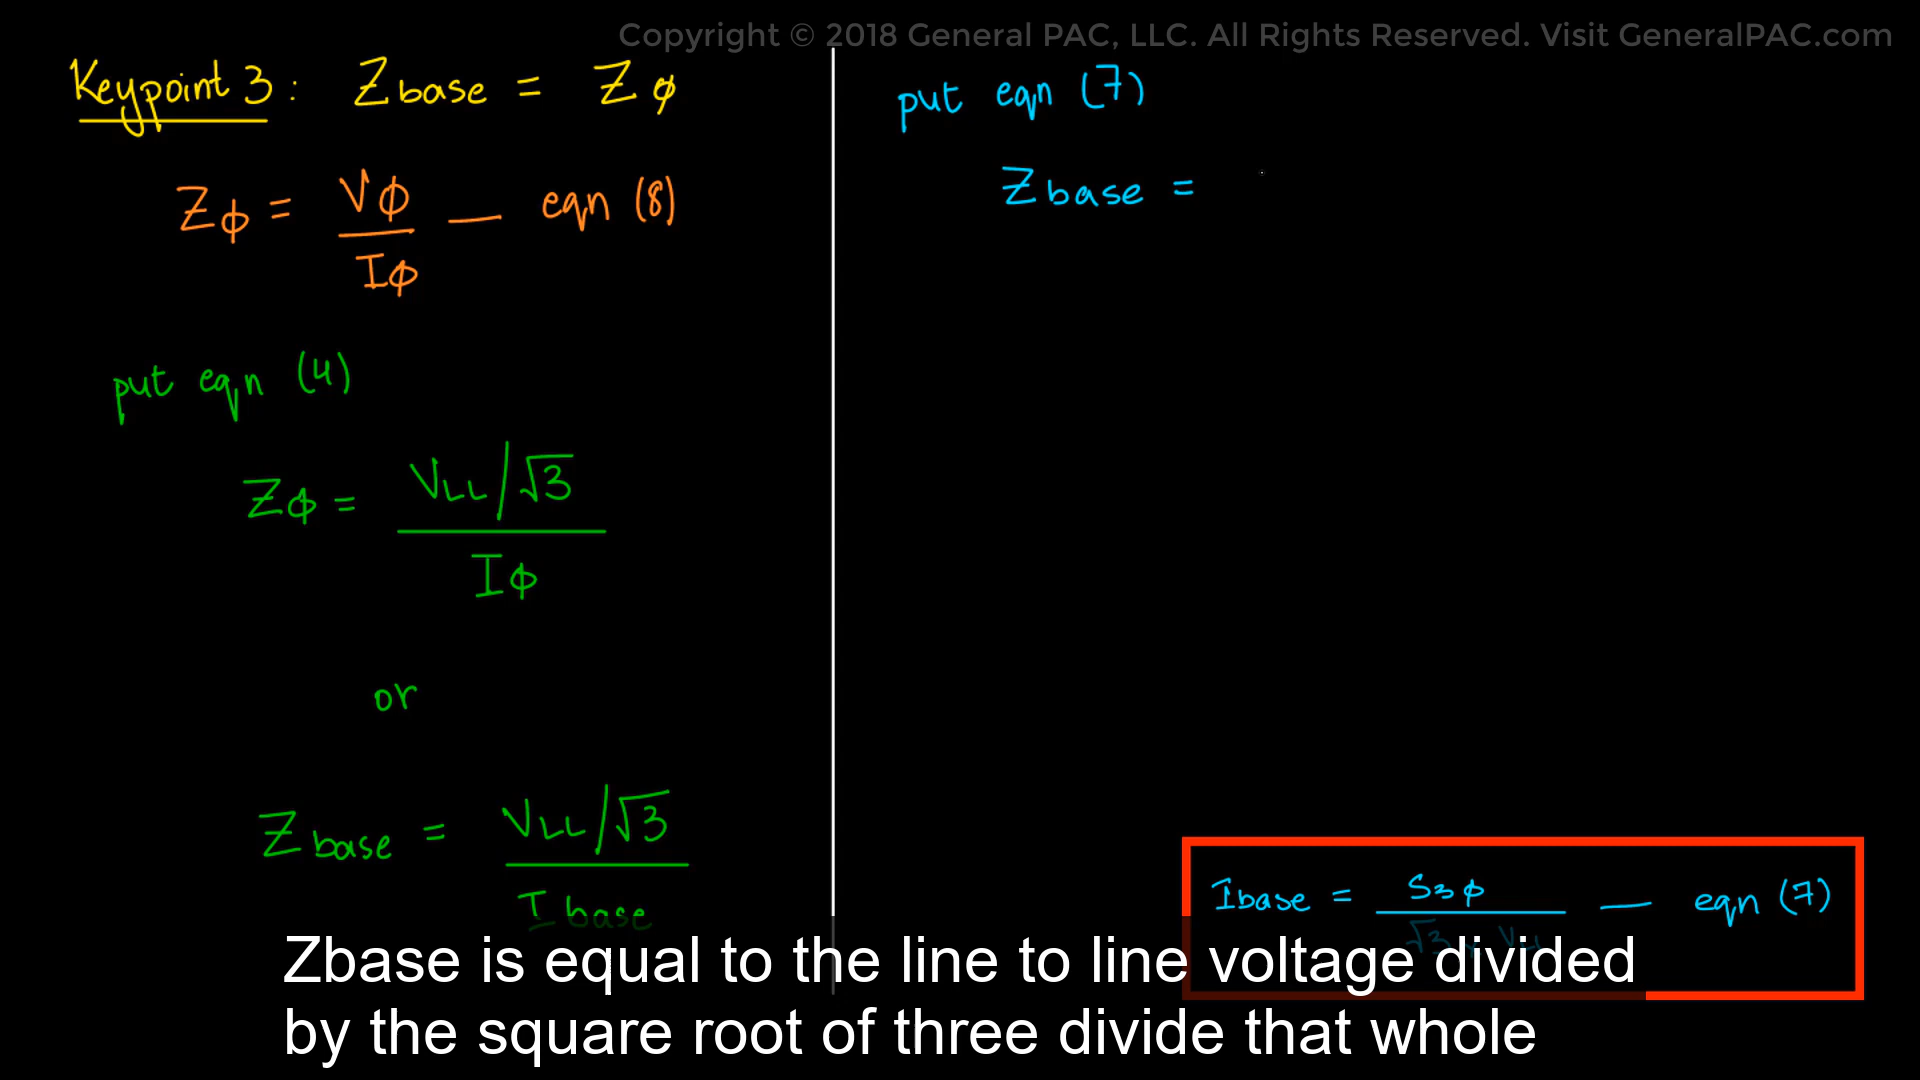 Copyright © 2018 General PAC, LLC. All Rights Reserved. Visit GeneralPAC.com
Keypoint 3: Zbase = Zφ
Zφ = Vφ / Iφ — eqn (8)
put eqn (4)
Zφ = VLL/√3 / Iφ
or
Zbase = VLL/√3 / Ibase
put eqn (7)
Zbase =
Ibase = S3φ / √3 × VLL — eqn (7)
Zbase is equal to the line to line voltage divided
by the square root of three divide that whole